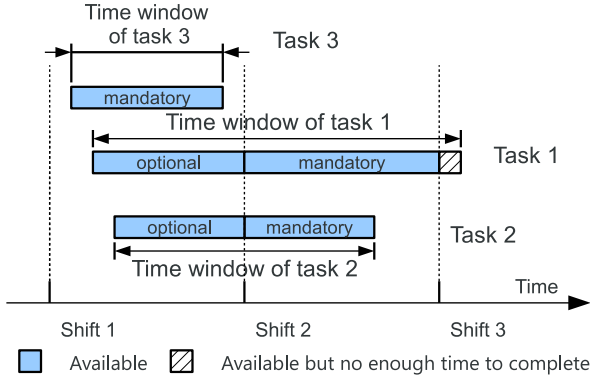 Time window
of task 3
Task 3
mandatory
Time window of task 1
optional
mandatory
Task 1
optional
mandatory
Task 2
Time window of task 2
Time
Shift 1
Shift 2
Shift 3
Available
Available but no enough time to complete